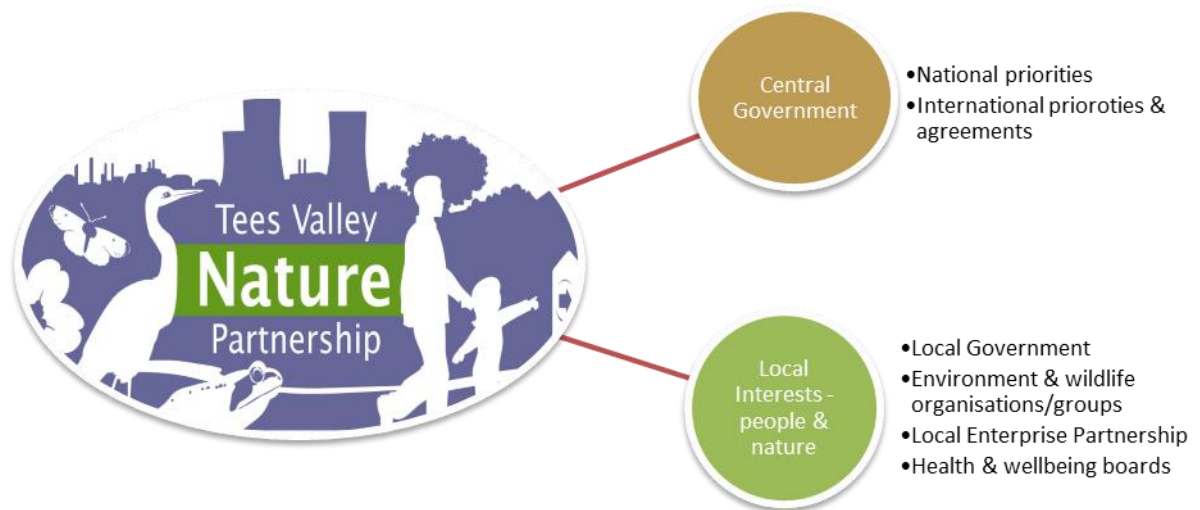 Tees Valley
Nature
Partnership
Central
Government
•National priorities
•International prioroties &
agreements
Local
Interests -
people &
nature
•Local Government
•Environment & wildlife
organisations/groups
•Local Enterprise Partnership
•Health & wellbeing boards